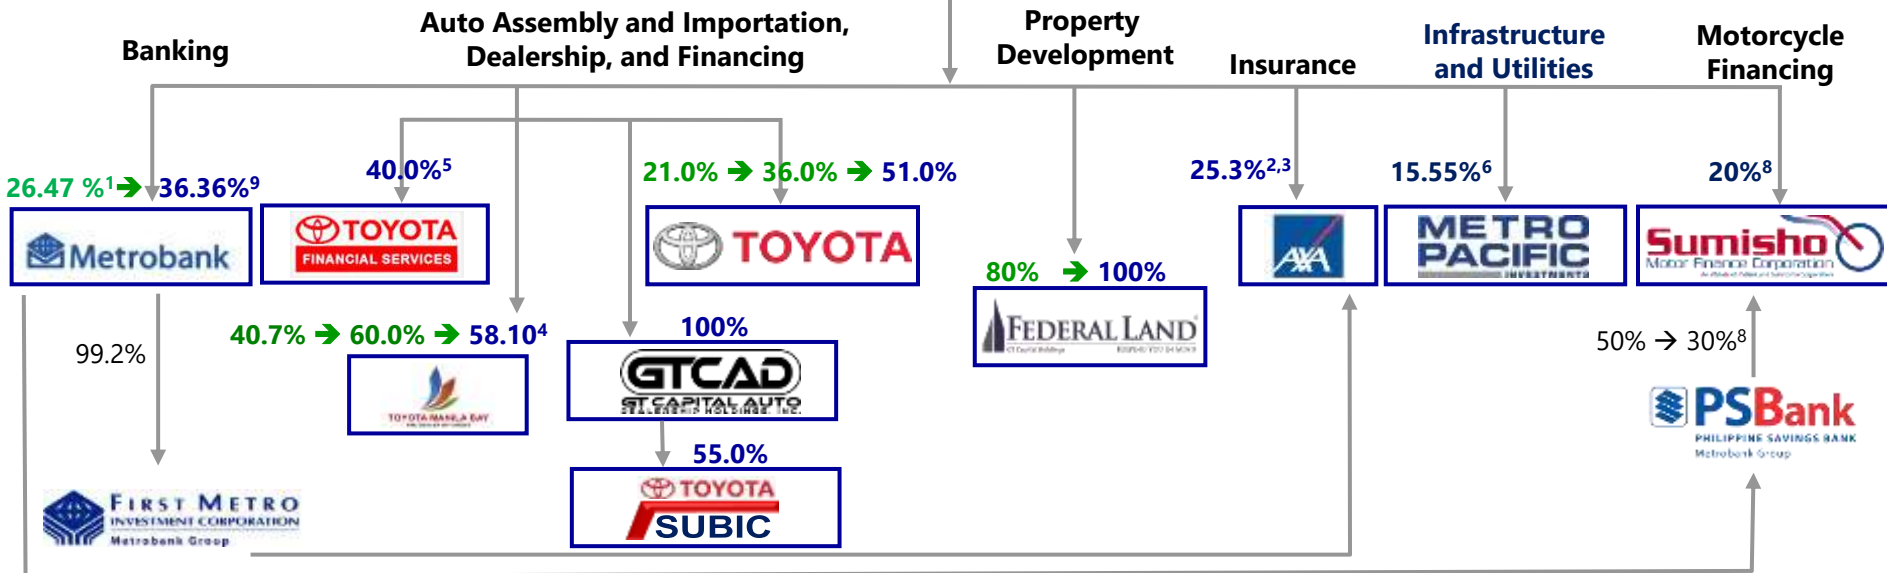 Banking
Auto Assembly and Importation,
Dealership, and Financing
Property
Development
Insurance
Infrastructure
and Utilities
Motorcycle
Financing
26.47 %¹ ➔ 36.36%⁹
40.0%⁵
21.0% ➔ 36.0% ➔ 51.0%
25.3%²,³
15.55%⁶
20%⁸
Metrobank
TOYOTA
FINANCIAL SERVICES
TOYOTA
80% ➔ 100%
FEDERAL LAND
AXA
METRO
PACIFIC
INVESTMENTS
Sumisho
Motor Finance Corporation
99.2%
40.7% ➔ 60.0% ➔ 58.10⁴
TOYOTA MANILA BAY
100%
GTCAD
GT CAPITAL AUTO
DEALERSHIP HOLDINGS, INC.
55.0%
TOYOTA
SUBIC
50% → 30%⁸
PSBank
PHILIPPINE SAVINGS BANK
Metrobank Group
FIRST METRO
INVESTMENT CORPORATION
Metrobank Group